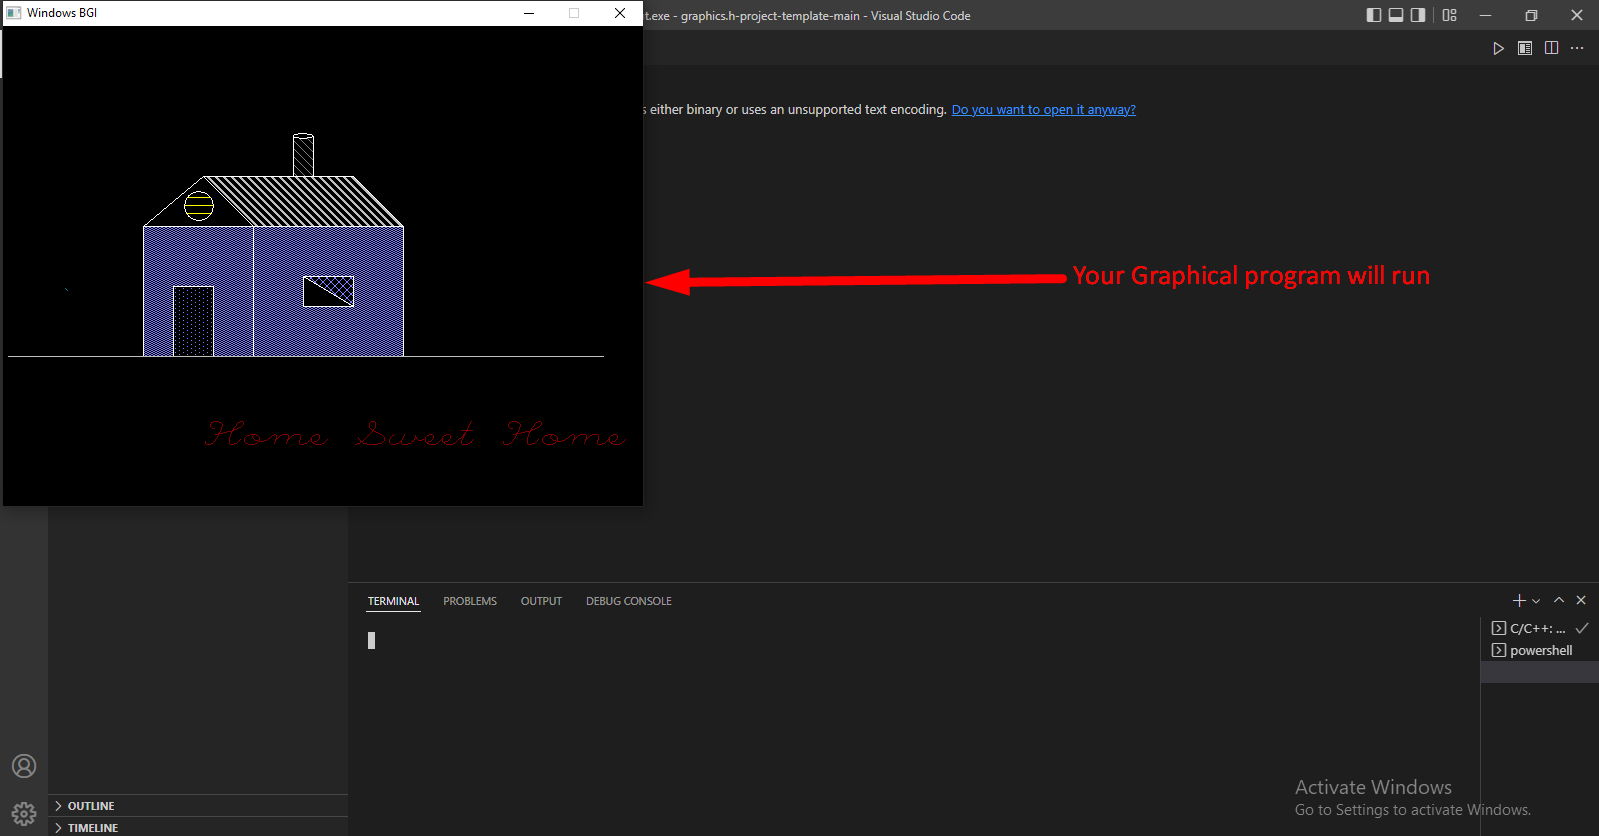 Windows BGI
t.exe - graphics.h-project-template-main - Visual Studio Code
either binary or uses an unsupported text encoding. Do you want to open it anyway?
Your Graphical program will run
Home Sweet Home
TERMINAL PROBLEMS OUTPUT DEBUG CONSOLE
C/C++: ...
powershell
Activate Windows
Go to Settings to activate Windows.
OUTLINE
TIMELINE